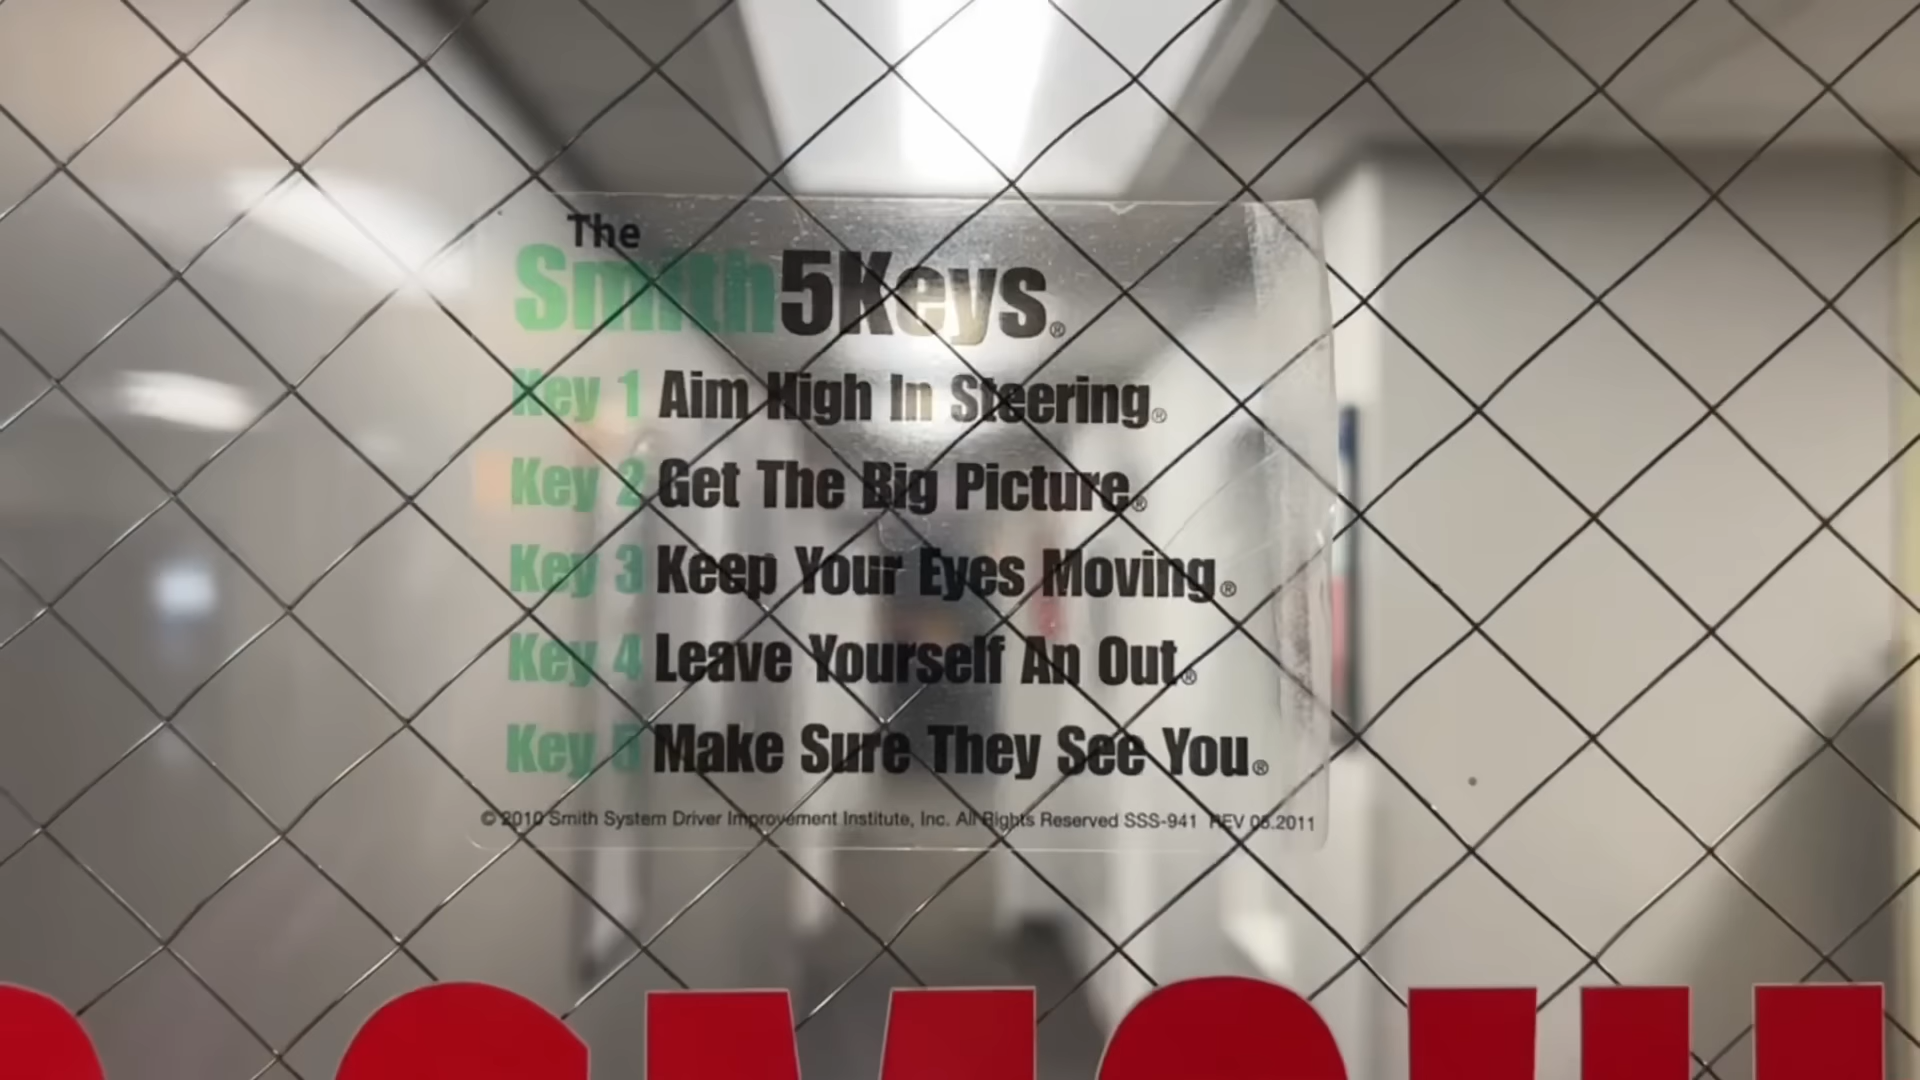 The
Smith5Keys®
Key 1 Aim High In Steering®
Key 2 Get The Big Picture®
Key 3 Keep Your Eyes Moving®
Key 4 Leave Yourself An Out®
Key 5 Make Sure They See You®
© 2010 Smith System Driver Improvement Institute, Inc. All Rights Reserved SSS-941 REV 05.2011